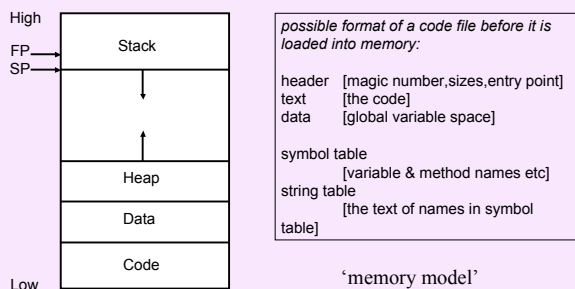 High
FP
SP
Stack
Heap
Data
Code
Low
possible format of a code file before it is
loaded into memory:
header [magic number,sizes,entry point]
text [the code]
data [global variable space]
symbol table
[variable & method names etc]
string table
[the text of names in symbol
table]
‘memory model’